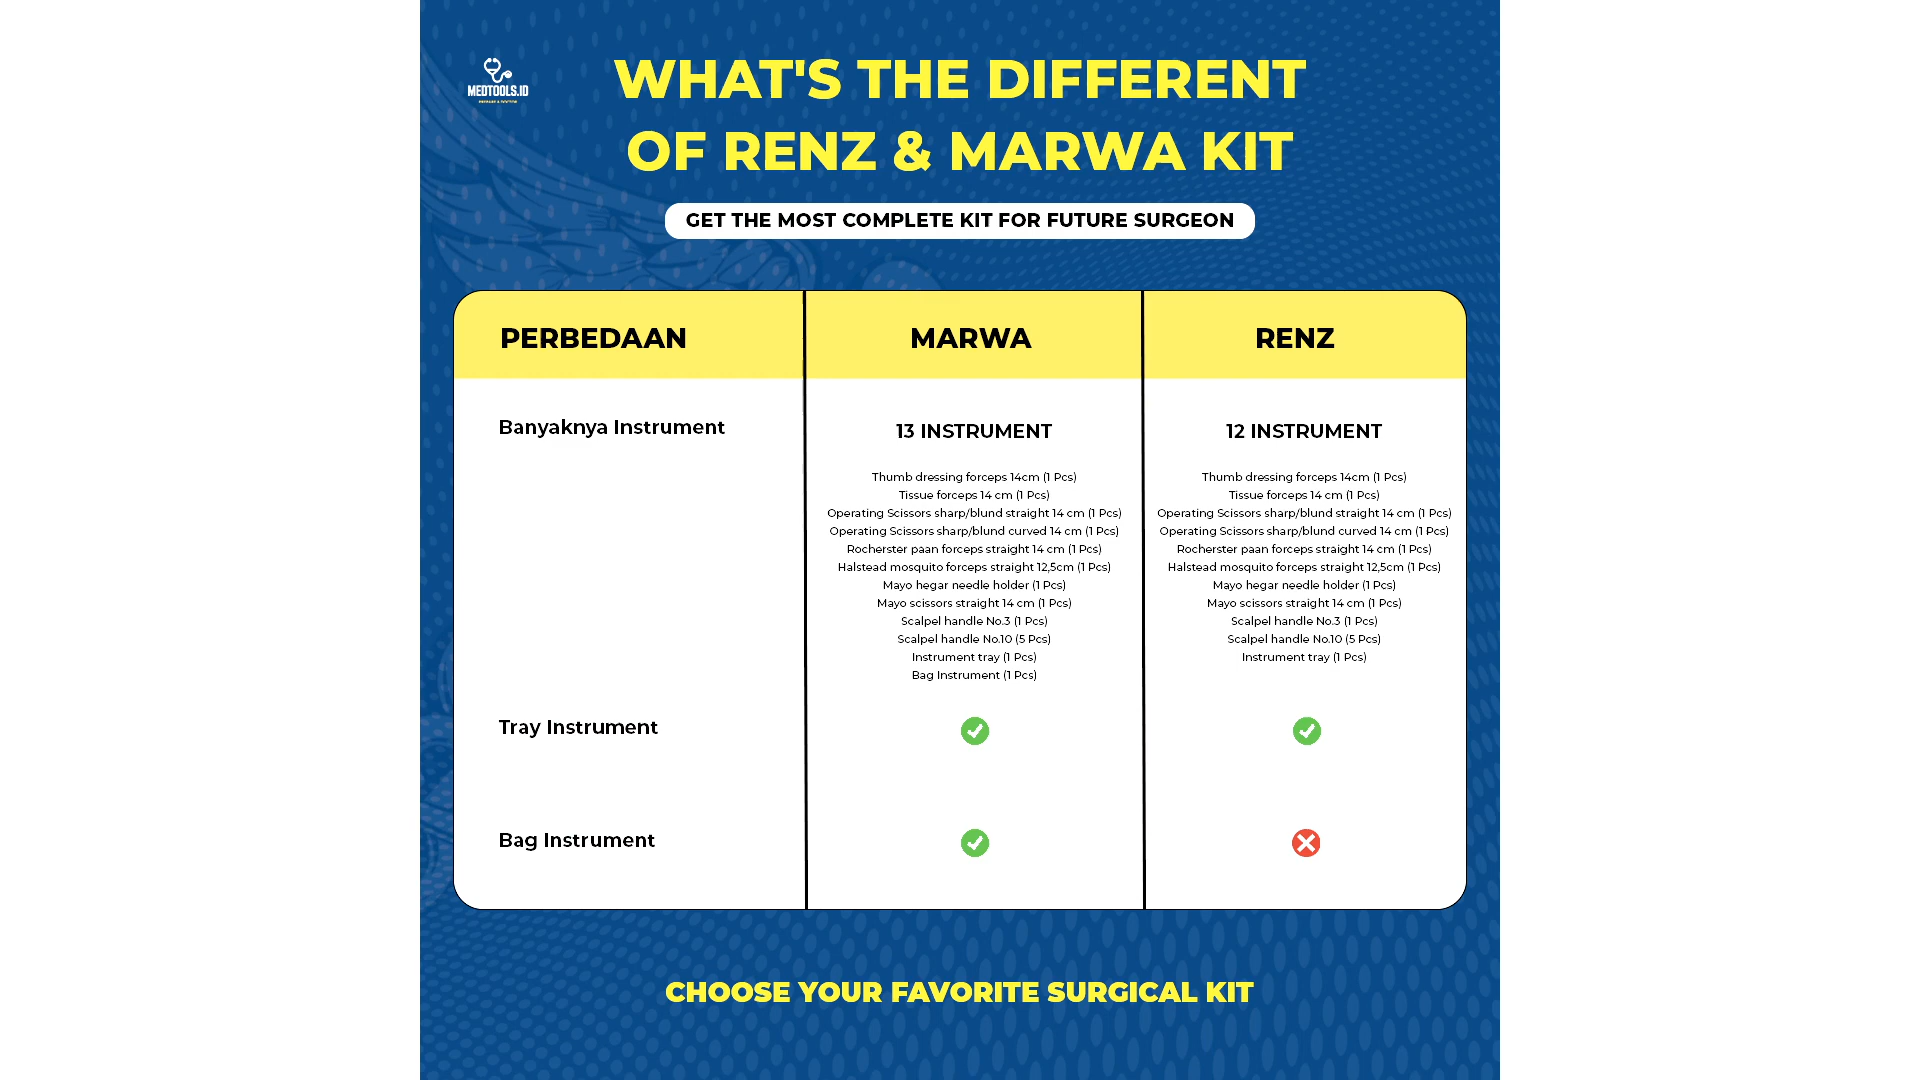 MEDTOOLS.ID
WHAT'S THE DIFFERENT
OF RENZ & MARWA KIT
GET THE MOST COMPLETE KIT FOR FUTURE SURGEON
PERBEDAAN
MARWA
RENZ
Banyaknya Instrument
13 INSTRUMENT
Thumb dressing forceps 14cm (1 Pcs)
Tissue forceps 14 cm (1 Pcs)
Operating Scissors sharp/blund straight 14 cm (1 Pcs)
Operating Scissors sharp/blund curved 14 cm (1 Pcs)
Rocherster paan forceps straight 14 cm (1 Pcs)
Halstead mosquito forceps straight 12,5cm (1 Pcs)
Mayo hegar needle holder (1 Pcs)
Mayo scissors straight 14 cm (1 Pcs)
Scalpel handle No.3 (1 Pcs)
Scalpel handle No.10 (5 Pcs)
Instrument tray (1 Pcs)
Bag Instrument (1 Pcs)
12 INSTRUMENT
Thumb dressing forceps 14cm (1 Pcs)
Tissue forceps 14 cm (1 Pcs)
Operating Scissors sharp/blund straight 14 cm (1 Pcs)
Operating Scissors sharp/blund curved 14 cm (1 Pcs)
Rocherster paan forceps straight 14 cm (1 Pcs)
Halstead mosquito forceps straight 12,5cm (1 Pcs)
Mayo hegar needle holder (1 Pcs)
Mayo scissors straight 14 cm (1 Pcs)
Scalpel handle No.3 (1 Pcs)
Scalpel handle No.10 (5 Pcs)
Instrument tray (1 Pcs)
Tray Instrument
Bag Instrument
CHOOSE YOUR FAVORITE SURGICAL KIT